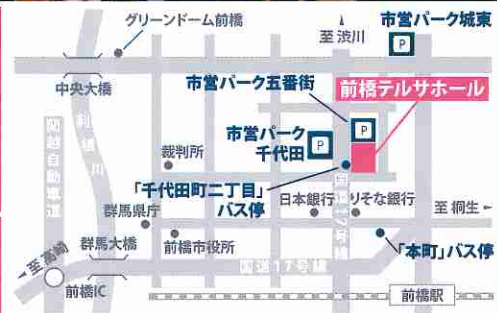 グリーンドーム前橋
至 渋川
市営パーク城東
P
中央大橋
市営パーク五番街
前橋テルサホール
P
関越自動車道
利根川
裁判所
市営パーク
千代田
P
「千代田町二丁目」
バス停
国道17号線
日本銀行
りそな銀行
至 桐生
群馬県庁
群馬大橋
前橋市役所
「本町」バス停
至 高崎
国道17号線
前橋IC
前橋駅